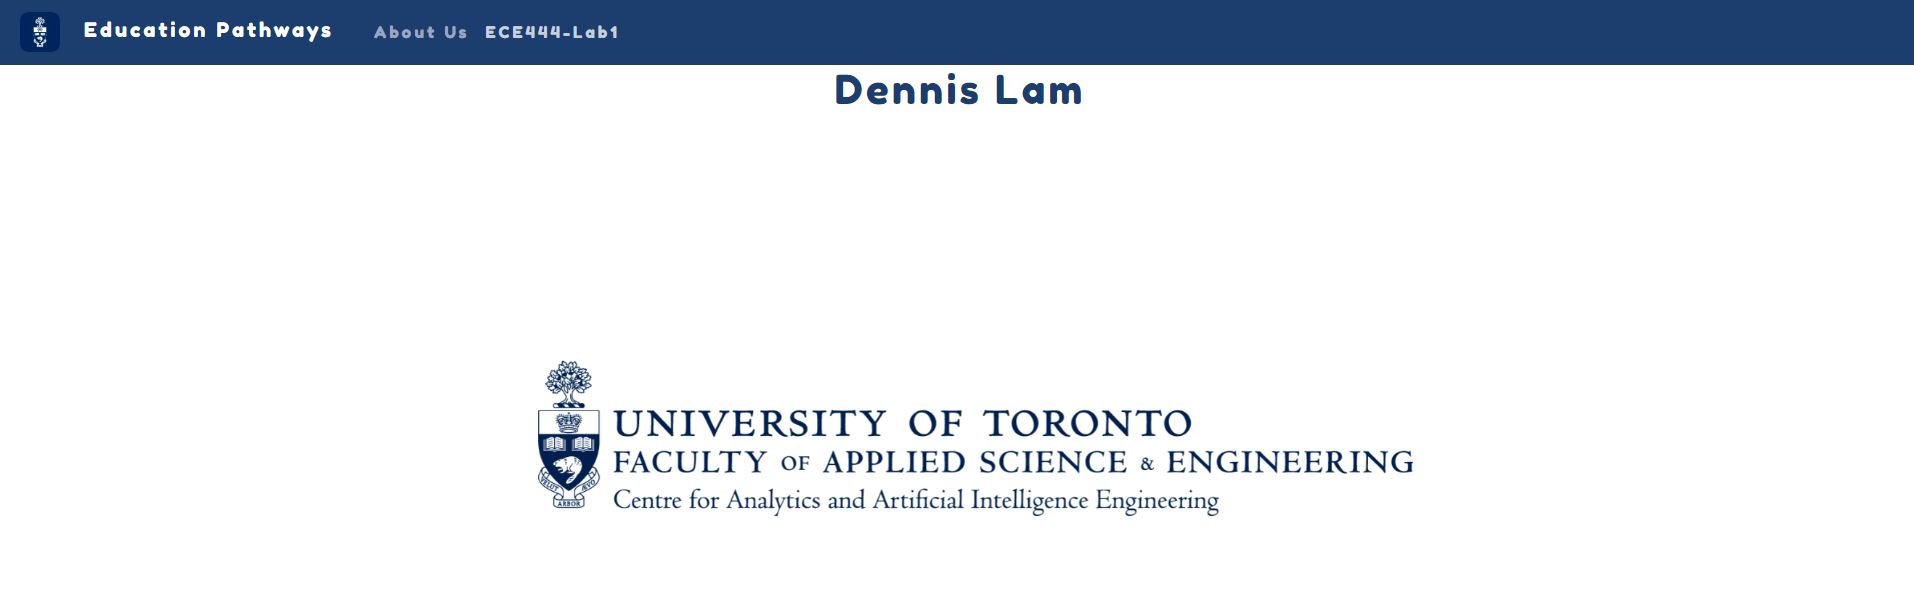 Education Pathways About Us ECE444-Lab1
Dennis Lam
UNIVERSITY OF TORONTO
FACULTY OF APPLIED SCIENCE & ENGINEERING
Centre for Analytics and Artificial Intelligence Engineering
VELUT ARBOR ÆVO